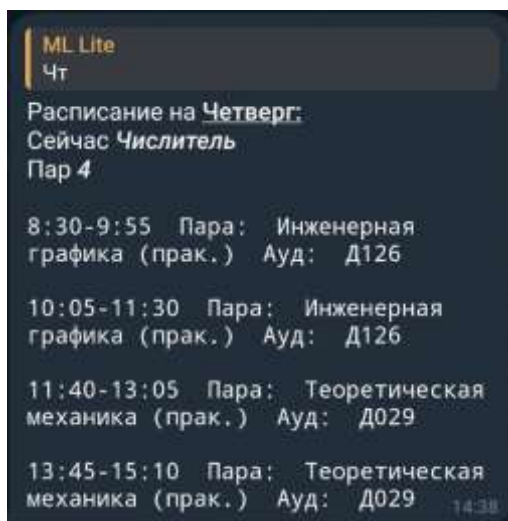 ML Lite
Чт
Расписание на Четверг:
Сейчас Числитель
Пар 4
8:30-9:55 Пара: Инженерная
графика (прак.) Ауд: Д126
10:05-11:30 Пара: Инженерная
графика (прак.) Ауд: Д126
11:40-13:05 Пара: Теоретическая
механика (прак.) Ауд: Д029
13:45-15:10 Пара: Теоретическая
механика (прак.) Ауд: Д029
14:38